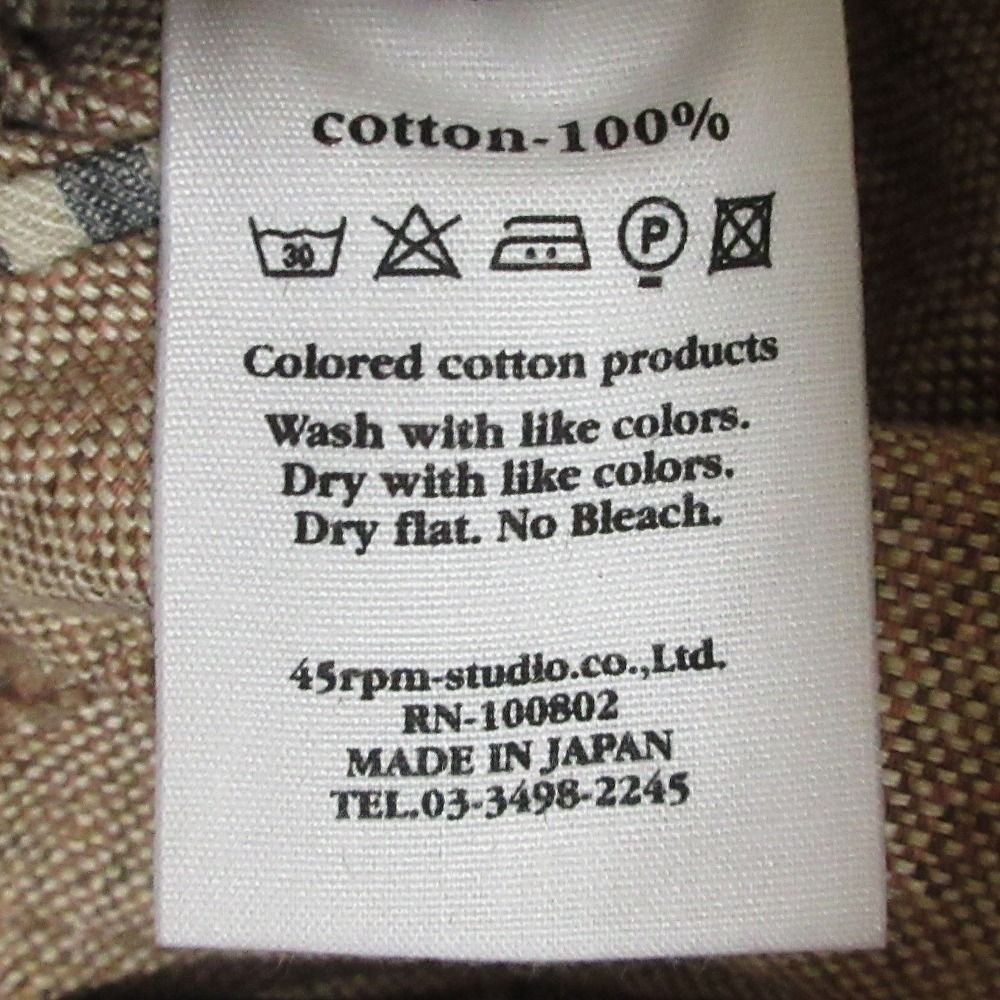 cotton-100%
30 P
Colored cotton products
Wash with like colors.
Dry with like colors.
Dry flat. No Bleach.
45rpm-studio.co.,Ltd.
RN-100802
MADE IN JAPAN
TEL.03-3498-2245